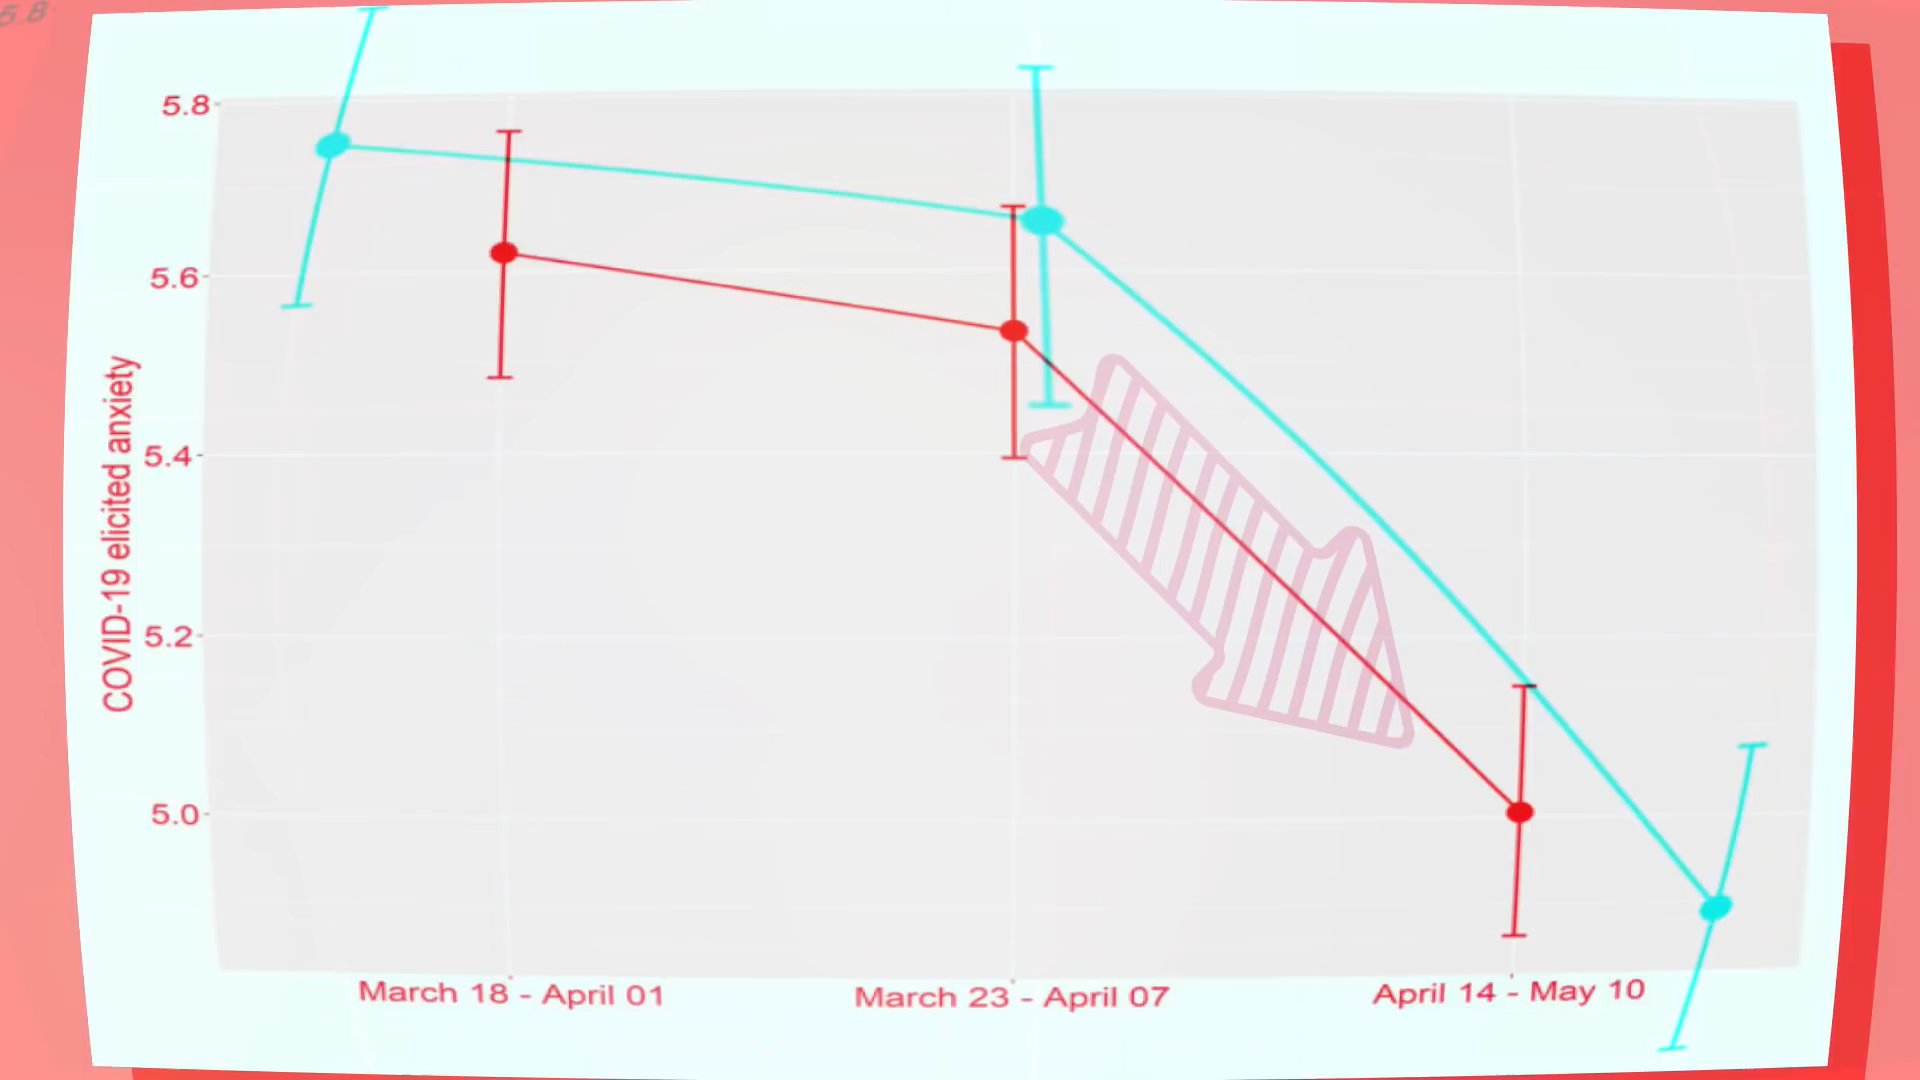 5.8
5.8
5.6
5.4
5.2
5.0
COVID-19 elicited anxiety
March 18 - April 01
March 23 - April 07
April 14 - May 10